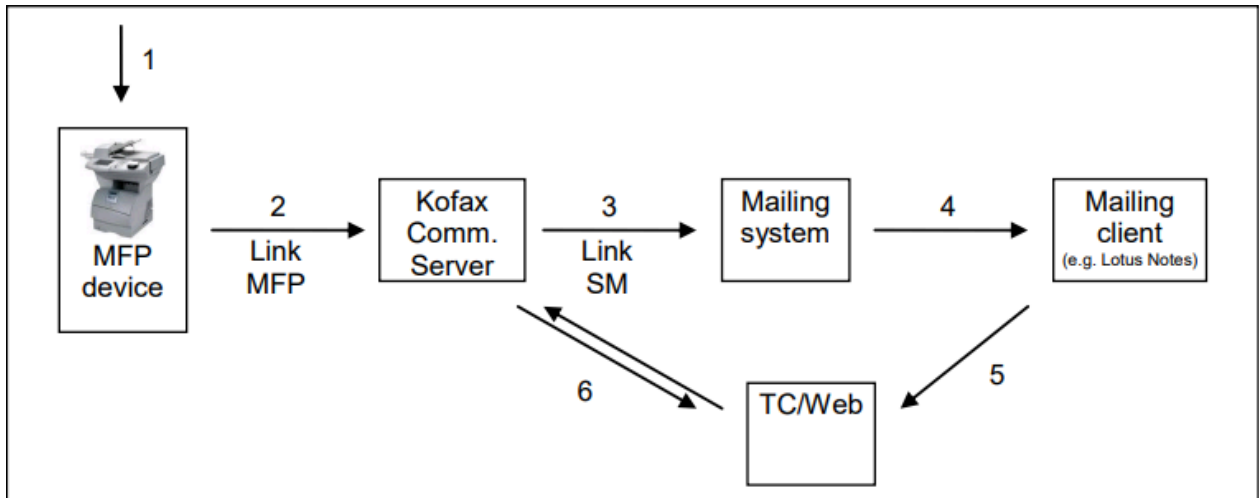 1
MFP
device
2
Link
MFP
Kofax
Comm.
Server
3
Link
SM
Mailing
system
4
Mailing
client
(e.g. Lotus Notes)
5
6
TC/Web